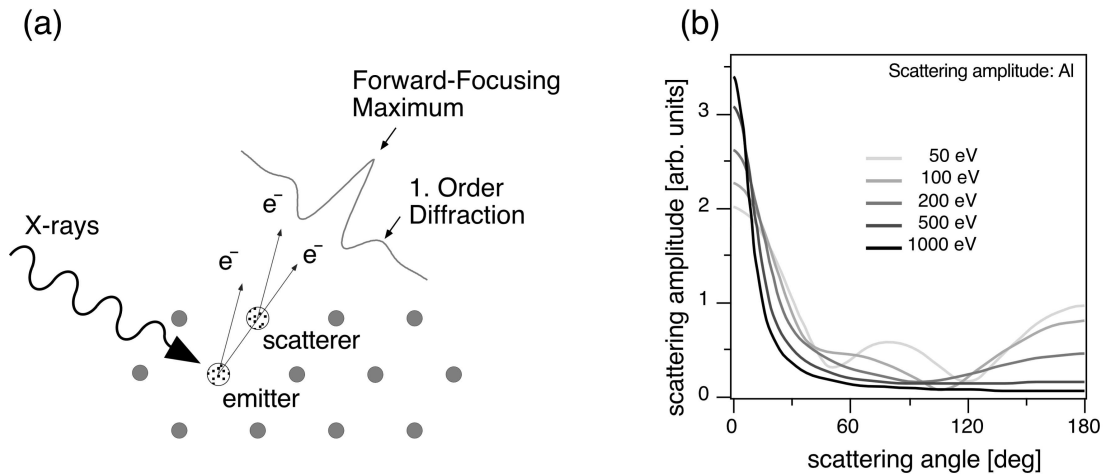 (a)
Forward-Focusing
Maximum
1. Order
Diffraction
X-rays
e⁻
e⁻
e⁻
scatterer
emitter
(b)
Scattering amplitude: Al
scattering amplitude [arb. units]
3
2
1
0
50 eV
100 eV
200 eV
500 eV
1000 eV
0
60
120
180
scattering angle [deg]